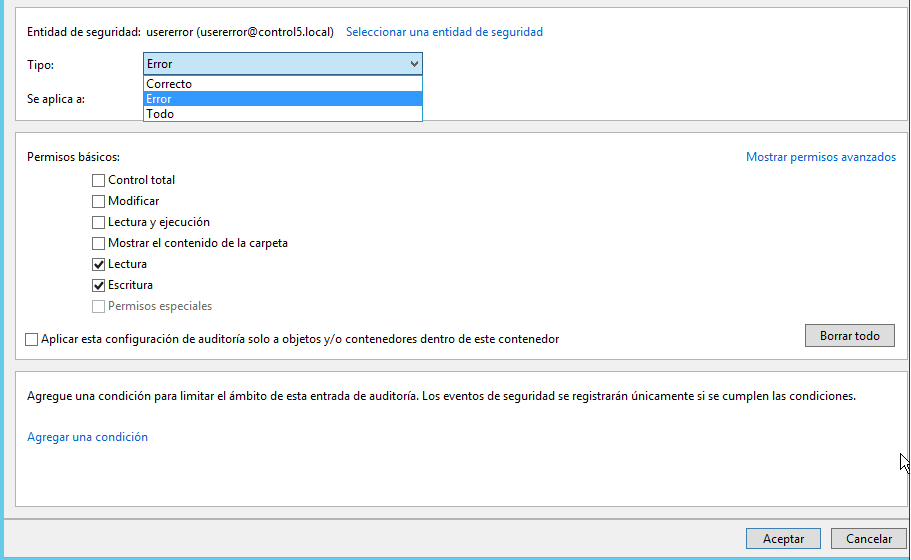 Entidad de seguridad: usererror (usererror@control5.local) Seleccionar una entidad de seguridad
Tipo: Error
Correcto
Error
Se aplica a:
Todo
Permisos básicos: Mostrar permisos avanzados
Control total
Modificar
Lectura y ejecución
Mostrar el contenido de la carpeta
Lectura
Escritura
Permisos especiales
Aplicar esta configuración de auditoría solo a objetos y/o contenedores dentro de este contenedor Borrar todo
Agregue una condición para limitar el ámbito de esta entrada de auditoría. Los eventos de seguridad se registrarán únicamente si se cumplen las condiciones.
Agregar una condición
Aceptar Cancelar